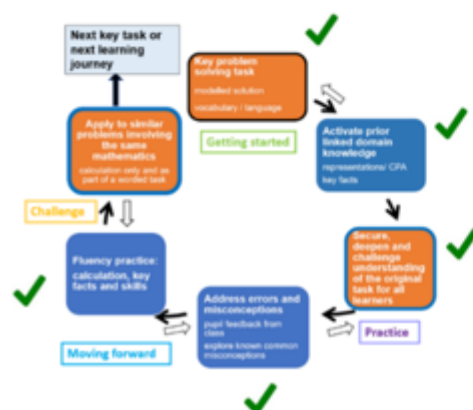 Next key task or
next learning
journey
Key problem
solving task
modelled solution
vocabulary / language
Getting started
Activate prior
linked domain
knowledge
representations/ CPA
key facts
Secure,
deepen and
challenge
understanding
of the original
task for all
learners
Practice
Address errors and
misconceptions
pupil feedback from
class
explore known common
misconceptions
Moving forward
Fluency practice:
calculation, key
facts and skills
Challenge
Apply to similar
problems involving
the same
mathematics
calculation only and as
part of a worded task